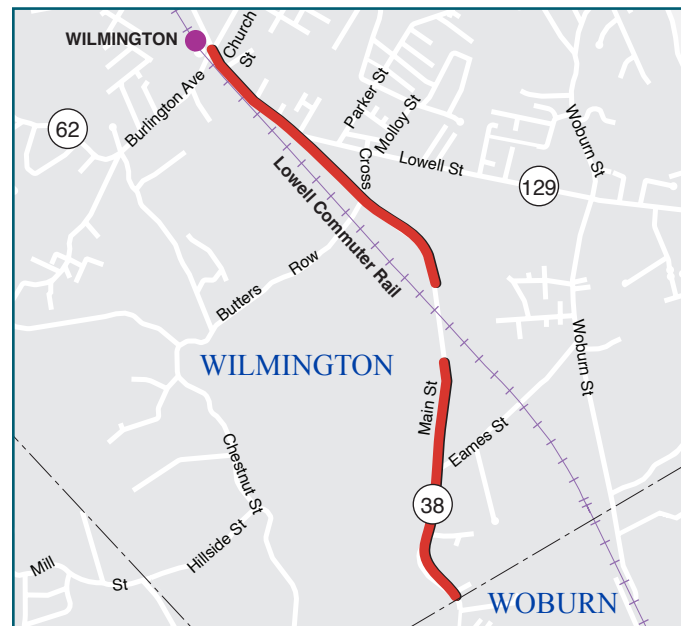 WILMINGTON
Church
St
Burlington Ave
62
Parker St
Molloy St
Cross
Lowell St
129
Woburn St
Lowell Commuter Rail
Butters
Row
WILMINGTON
Woburn St
Main St
Eames St
Chestnut St
38
Hillside St
Mill
St
WOBURN